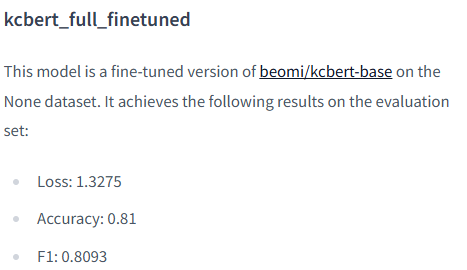 kcbert_full_finetuned
This model is a fine-tuned version of beomi/kcbert-base on the
None dataset. It achieves the following results on the evaluation
set:
Loss: 1.3275
Accuracy: 0.81
F1: 0.8093